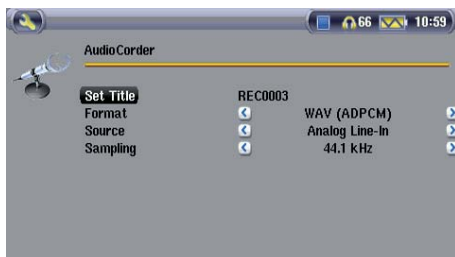 66 10:59
AudioCorder
Set Title REC0003
Format WAV (ADPCM)
Source Analog Line-In
Sampling 44.1 kHz